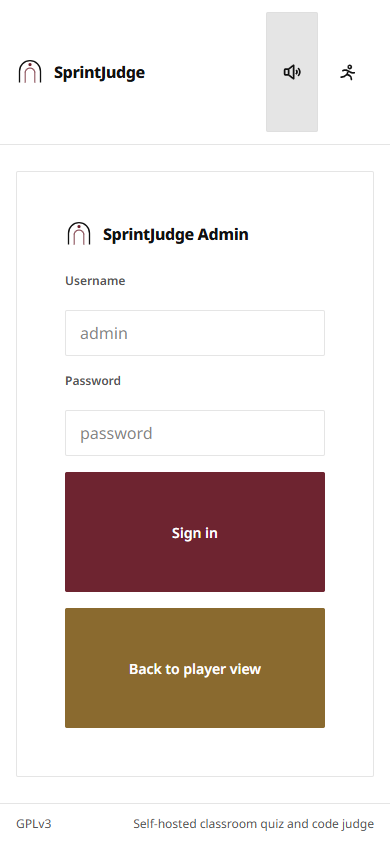 SprintJudge
SprintJudge Admin
Username
admin
Password
password
Sign in
Back to player view
GPLv3
Self-hosted classroom quiz and code judge